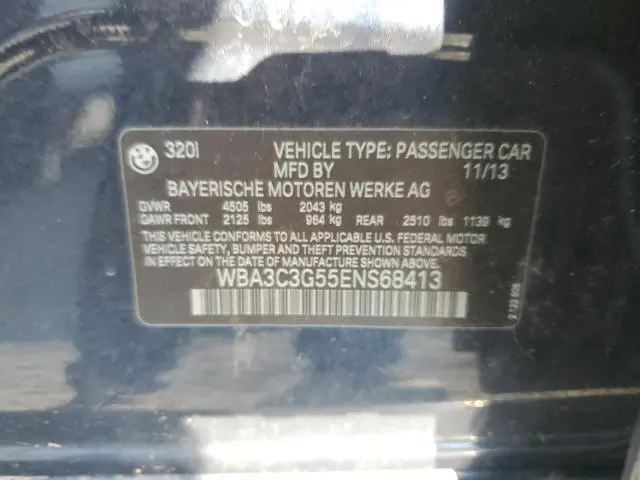 320i VEHICLE TYPE: PASSENGER CAR
MFD BY 11/13
BAYERISCHE MOTOREN WERKE AG
GVWR 4505 lbs 2043 kg
GAWR FRONT 2125 lbs 964 kg REAR 2510 lbs 1139 kg
THIS VEHICLE CONFORMS TO ALL APPLICABLE U.S. FEDERAL MOTOR
VEHICLE SAFETY, BUMPER AND THEFT PREVENTION STANDARDS
IN EFFECT ON THE DATE OF MANUFACTURE SHOWN ABOVE.
WBA3C3G55ENS68413